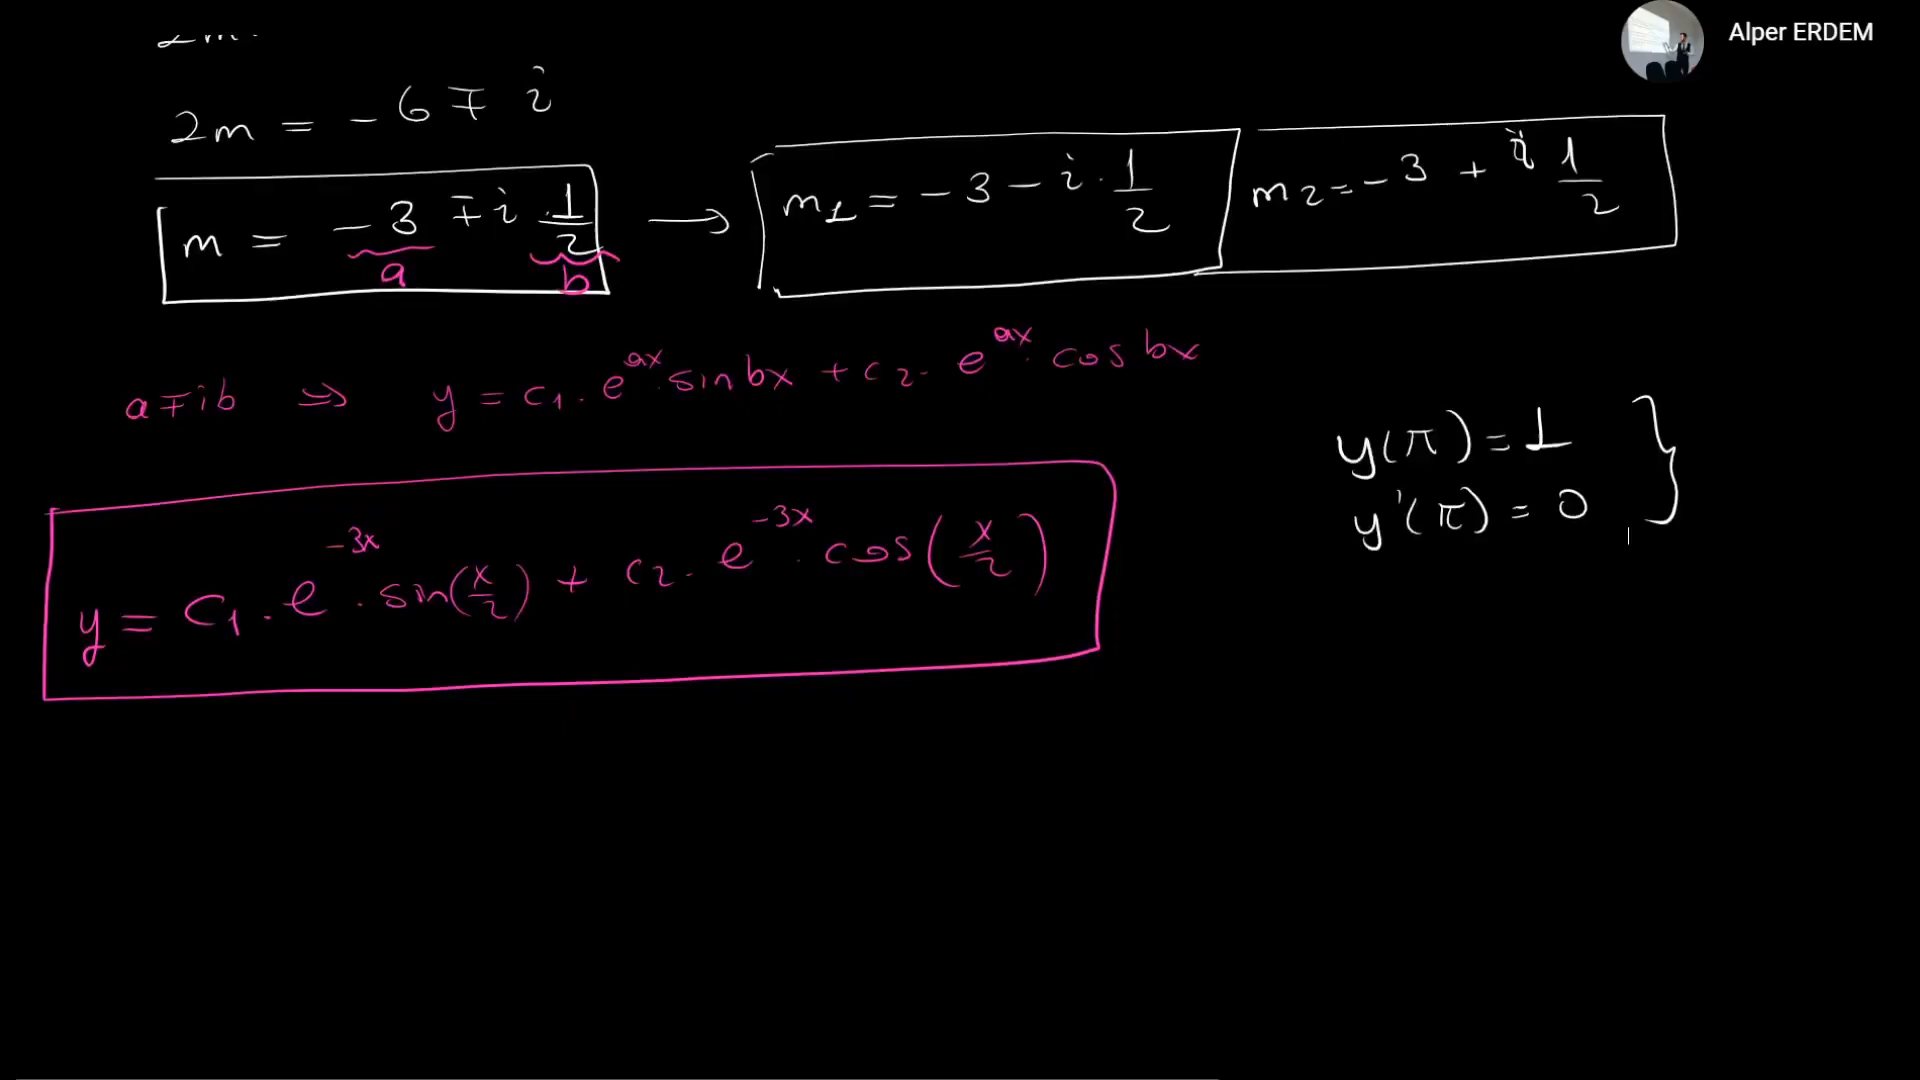 Alper ERDEM
2m = -6 ∓ i
m = -3 ∓ i · 1/2
a b
m1 = -3 - i · 1/2
m2 = -3 + i 1/2
a ∓ ib ⇒ y = c1 · e^ax · sin bx + c2 · e^ax · cos bx
y(π) = 1
y'(π) = 0
y = c1 · e^-3x · sin(x/2) + c2 · e^-3x · cos(x/2)